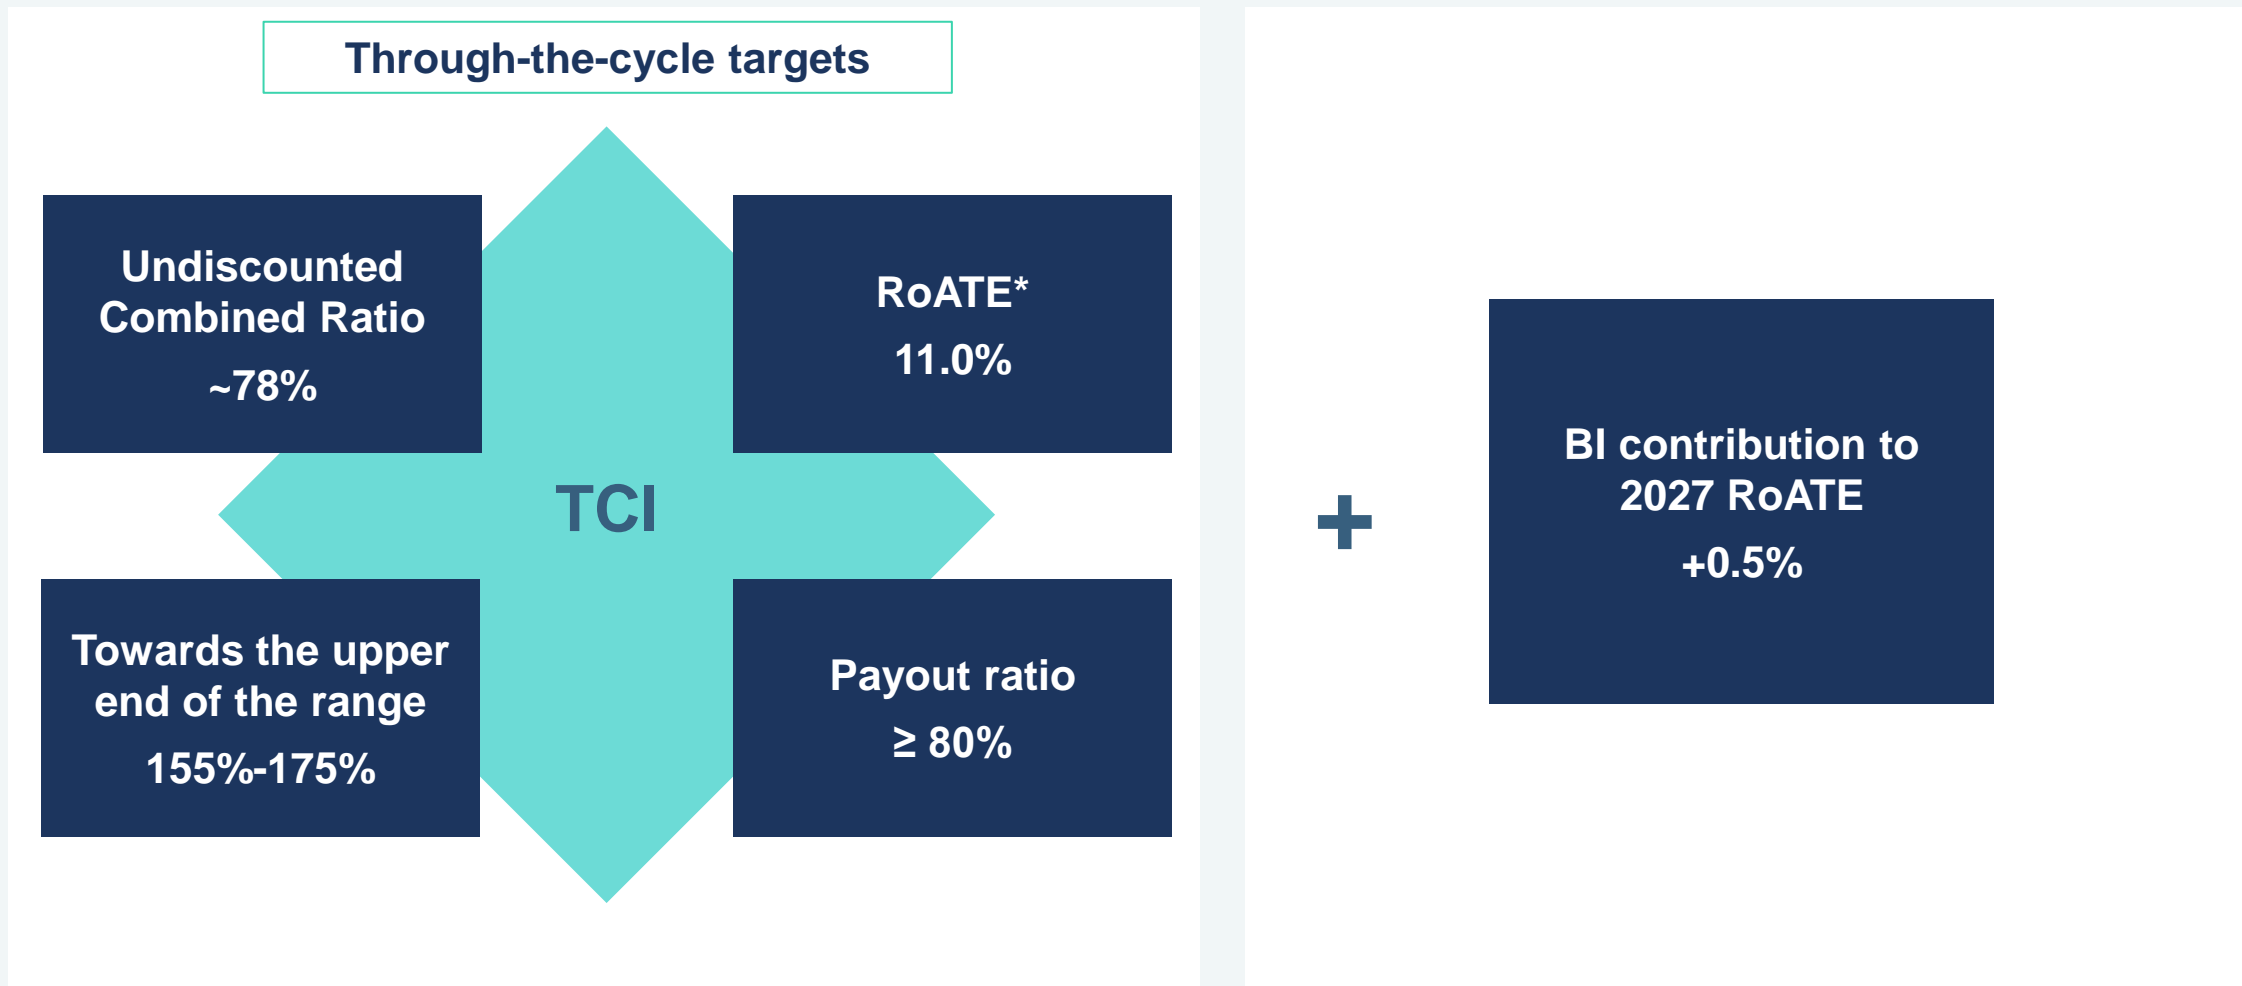 Through-the-cycle targets
Undiscounted
Combined Ratio
~78%
RoATE*
11.0%
TCI
Towards the upper
end of the range
155%-175%
Payout ratio
≥ 80%
+
BI contribution to
2027 RoATE
+0.5%